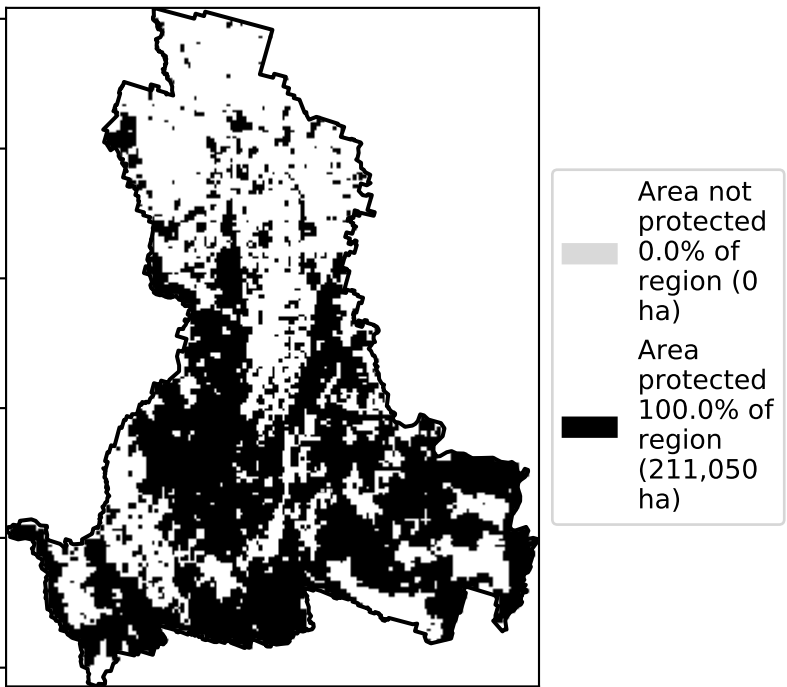 Area not
protected
0.0% of
region (0
ha)
Area
protected
100.0% of
region
(211,050
ha)